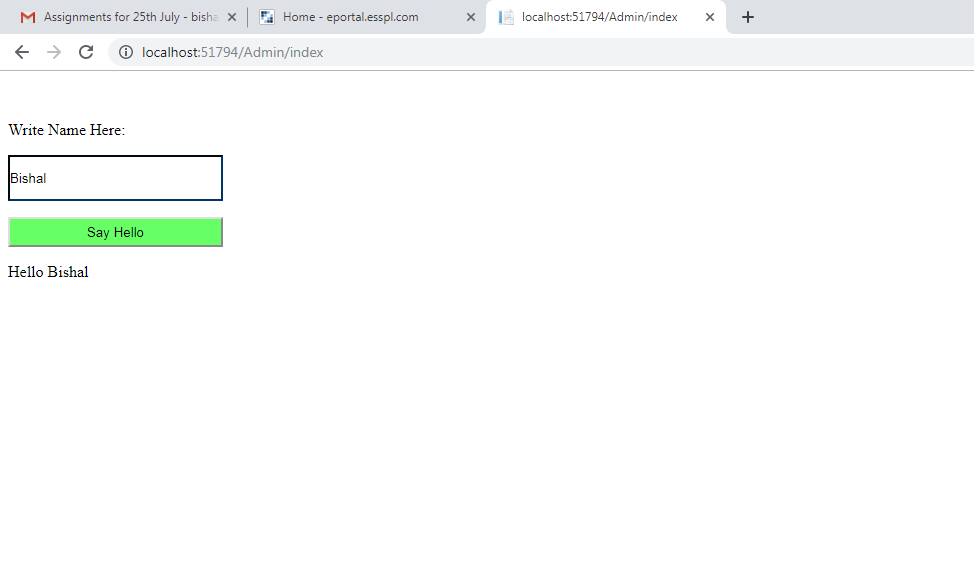 Assignments for 25th July - bisha
Home - eportal.esspl.com
localhost:51794/Admin/index
localhost:51794/Admin/index
Write Name Here:
Bishal
Say Hello
Hello Bishal